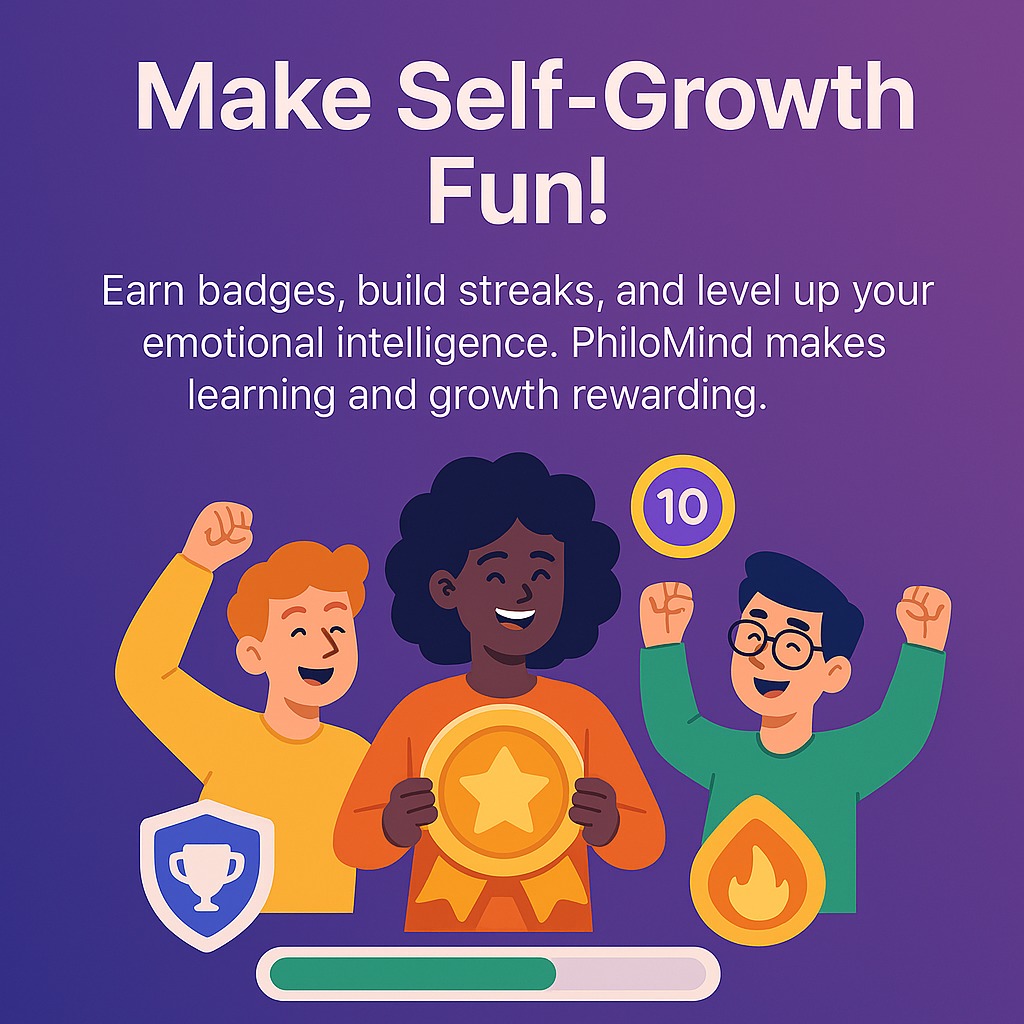 Make Self-Growth
Fun!
Earn badges, build streaks, and level up your
emotional intelligence. PhiloMind makes
learning and growth rewarding.
10